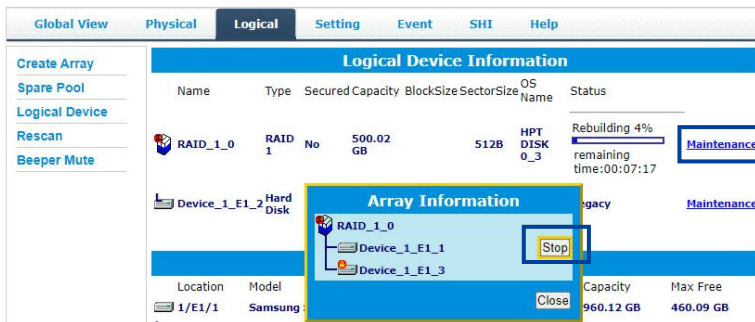 Global View Physical Logical Setting Event SHI Help
Create Array
Spare Pool
Logical Device
Rescan
Beeper Mute
Logical Device Information
Name Type Secured Capacity BlockSize SectorSize OS Name Status
RAID_1_0 RAID 1 No 500.02 GB 512B HPT DISK 0_3 Rebuilding 4% remaining time:00:07:17 Maintenance
Device_1_E1_2 Hard Disk egacy Maintenance
Array Information
RAID_1_0
Device_1_E1_1 Stop
Device_1_E1_3
Close
Location Model Capacity Max Free
1/E1/1 Samsung 960.12 GB 460.09 GB